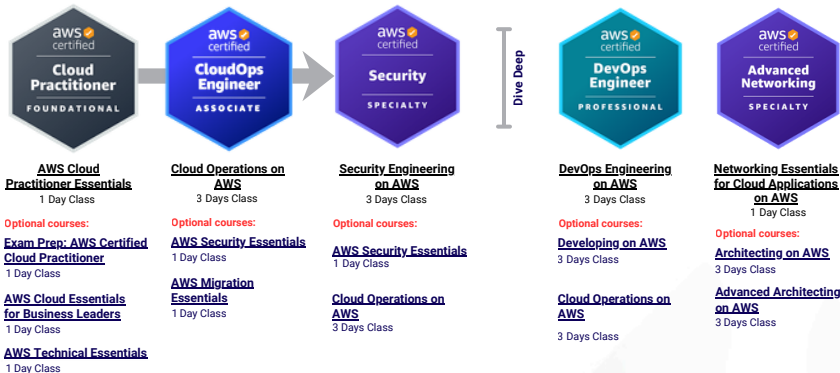 aws
certified
Cloud
Practitioner
FOUNDATIONAL
aws
certified
CloudOps
Engineer
ASSOCIATE
aws
certified
Security
SPECIALTY
Dive Deep
aws
certified
DevOps
Engineer
PROFESSIONAL
aws
certified
Advanced
Networking
SPECIALTY
AWS Cloud
Practitioner Essentials
1 Day Class
Optional courses:
Exam Prep: AWS Certified
Cloud Practitioner
1 Day Class
AWS Cloud Essentials
for Business Leaders
1 Day Class
AWS Technical Essentials
1 Day Class
Cloud Operations on
AWS
3 Days Class
Optional courses:
AWS Security Essentials
1 Day Class
AWS Migration
Essentials
1 Day Class
Security Engineering
on AWS
3 Days Class
Optional courses:
AWS Security Essentials
1 Day Class
Cloud Operations on
AWS
3 Days Class
DevOps Engineering
on AWS
3 Days Class
Optional courses:
Developing on AWS
3 Days Class
Cloud Operations on
AWS
3 Days Class
Networking Essentials
for Cloud Applications
on AWS
1 Day Class
Optional courses:
Architecting on AWS
3 Days Class
Advanced Architecting
on AWS
3 Days Class